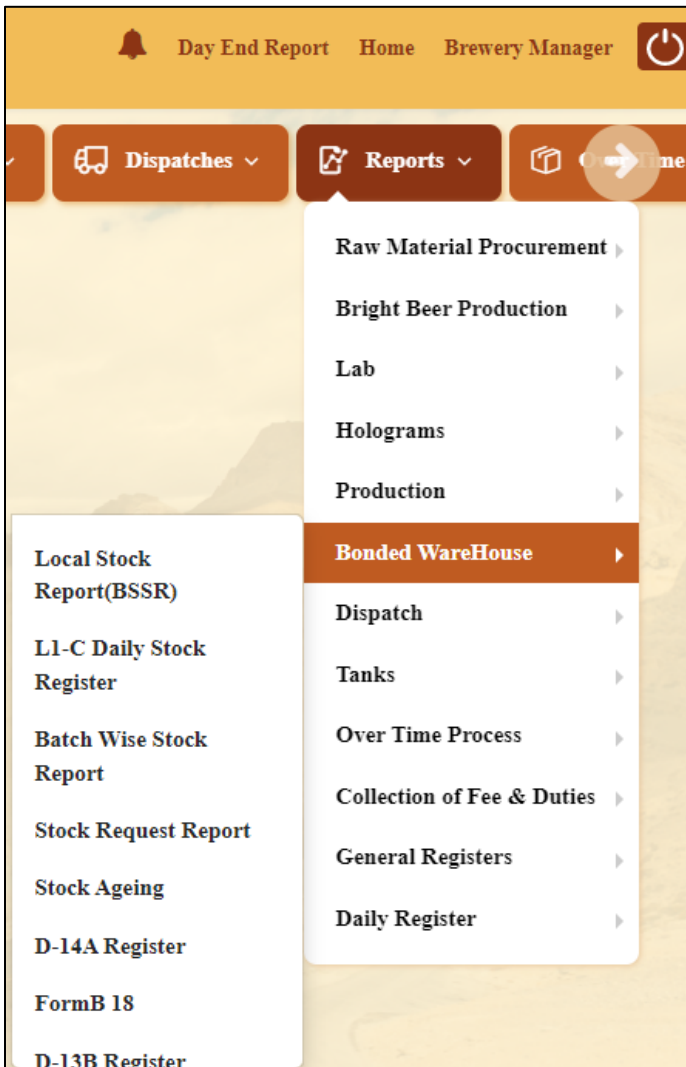 Day End Report Home Brewery Manager
Dispatches Reports Over Time
Raw Material Procurement
Bright Beer Production
Lab
Holograms
Production
Bonded WareHouse
Dispatch
Tanks
Over Time Process
Collection of Fee & Duties
General Registers
Daily Register
Local Stock
Report(BSSR)
L1-C Daily Stock
Register
Batch Wise Stock
Report
Stock Request Report
Stock Ageing
D-14A Register
FormB 18
D-13B Register